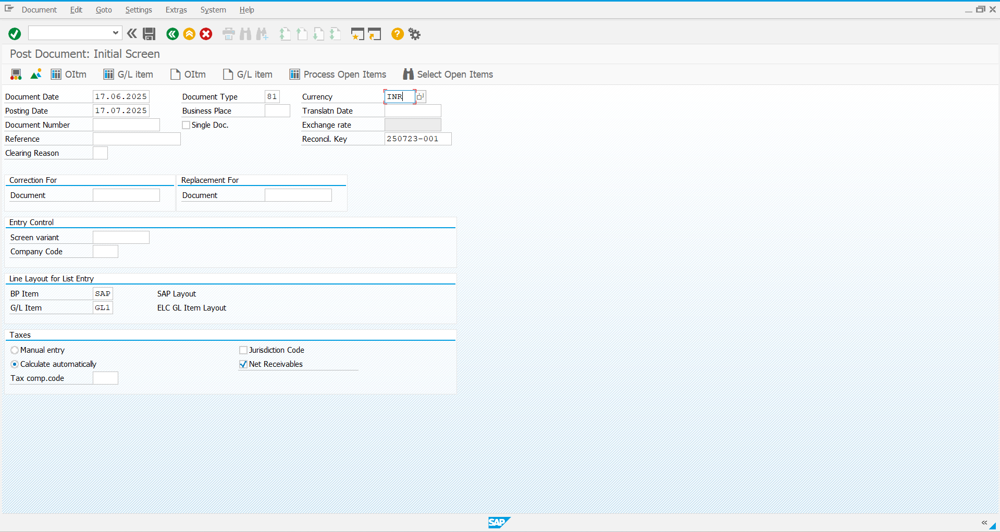 Document Edit Goto Settings Extras System Help
Post Document: Initial Screen
OItm G/L item OItm G/L item Process Open Items Select Open Items
Document Date 17.06.2025 Document Type 81 Currency INR
Posting Date 17.07.2025 Business Place Translatn Date
Document Number Single Doc. Exchange rate
Reference Reconcil. Key 250723-001
Clearing Reason
Correction For Replacement For
Document Document
Entry Control
Screen variant
Company Code
Line Layout for List Entry
BP Item SAP SAP Layout
G/L Item GL1 ELC GL Item Layout
Taxes
Manual entry Jurisdiction Code
Calculate automatically Net Receivables
Tax comp.code
SAP